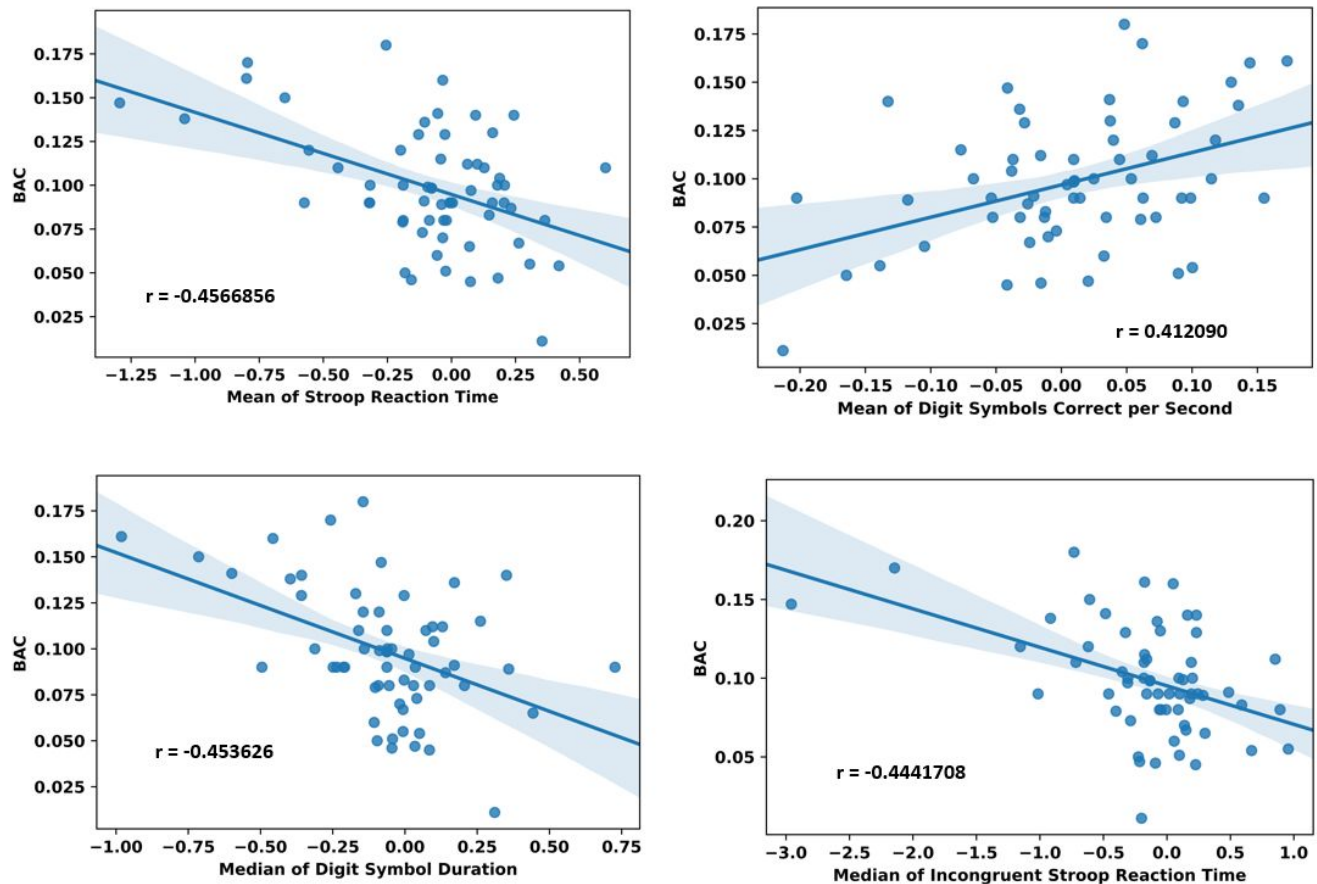 BAC
0.175
0.150
0.125
0.100
0.075
0.050
0.025
r = -0.4566856
−1.25 −1.00 −0.75 −0.50 −0.25 0.00 0.25 0.50
Mean of Stroop Reaction Time
BAC
0.175
0.150
0.125
0.100
0.075
0.050
0.025
r = 0.412090
−0.20 −0.15 −0.10 −0.05 0.00 0.05 0.10 0.15
Mean of Digit Symbols Correct per Second
BAC
0.175
0.150
0.125
0.100
0.075
0.050
0.025
r = -0.453626
−1.00 −0.75 −0.50 −0.25 0.00 0.25 0.50 0.75
Median of Digit Symbol Duration
BAC
0.20
0.15
0.10
0.05
r = -0.4441708
−3.0 −2.5 −2.0 −1.5 −1.0 −0.5 0.0 0.5 1.0
Median of Incongruent Stroop Reaction Time